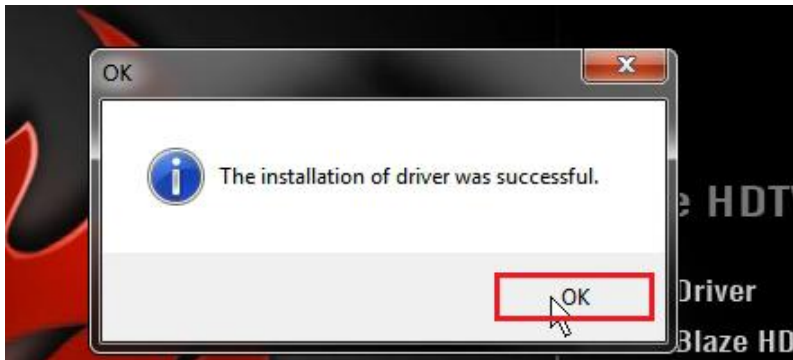 OK
The installation of driver was successful.
HDT
OK
Driver
Blaze HD